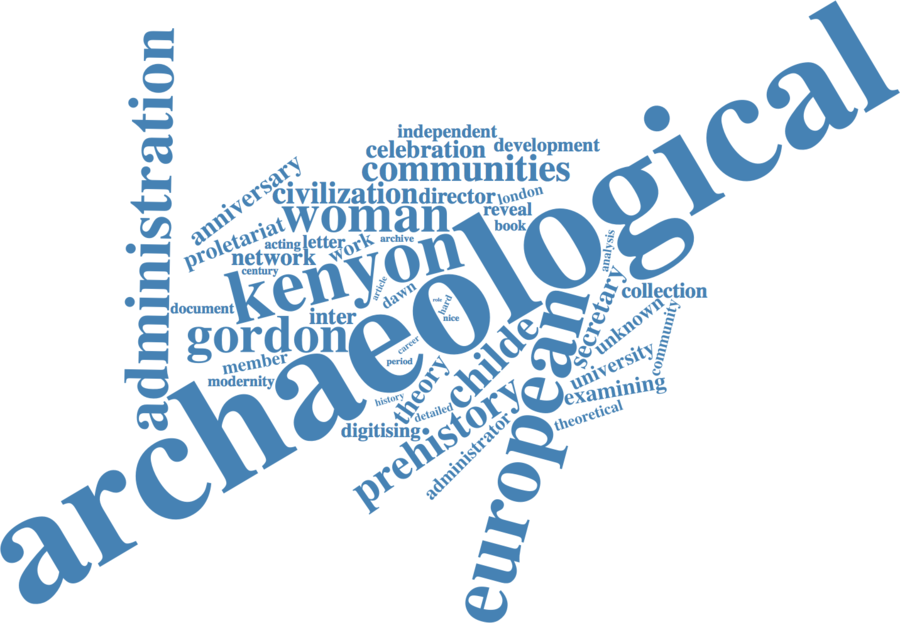 archaeological
administration
independent
celebration
development
communities
anniversary
civilization
director
london
woman
reveal
book
proletariat
acting
letter
work
archive
network
century
kenyon
analysis
article
dawn
secretary
collection
document
inter
rule
hard
nice
european
unknown
community
gordon
career
childe
member
period
theory
university
modernity
examining
history
detailed
prehistory
theoretical
digitising
administrator